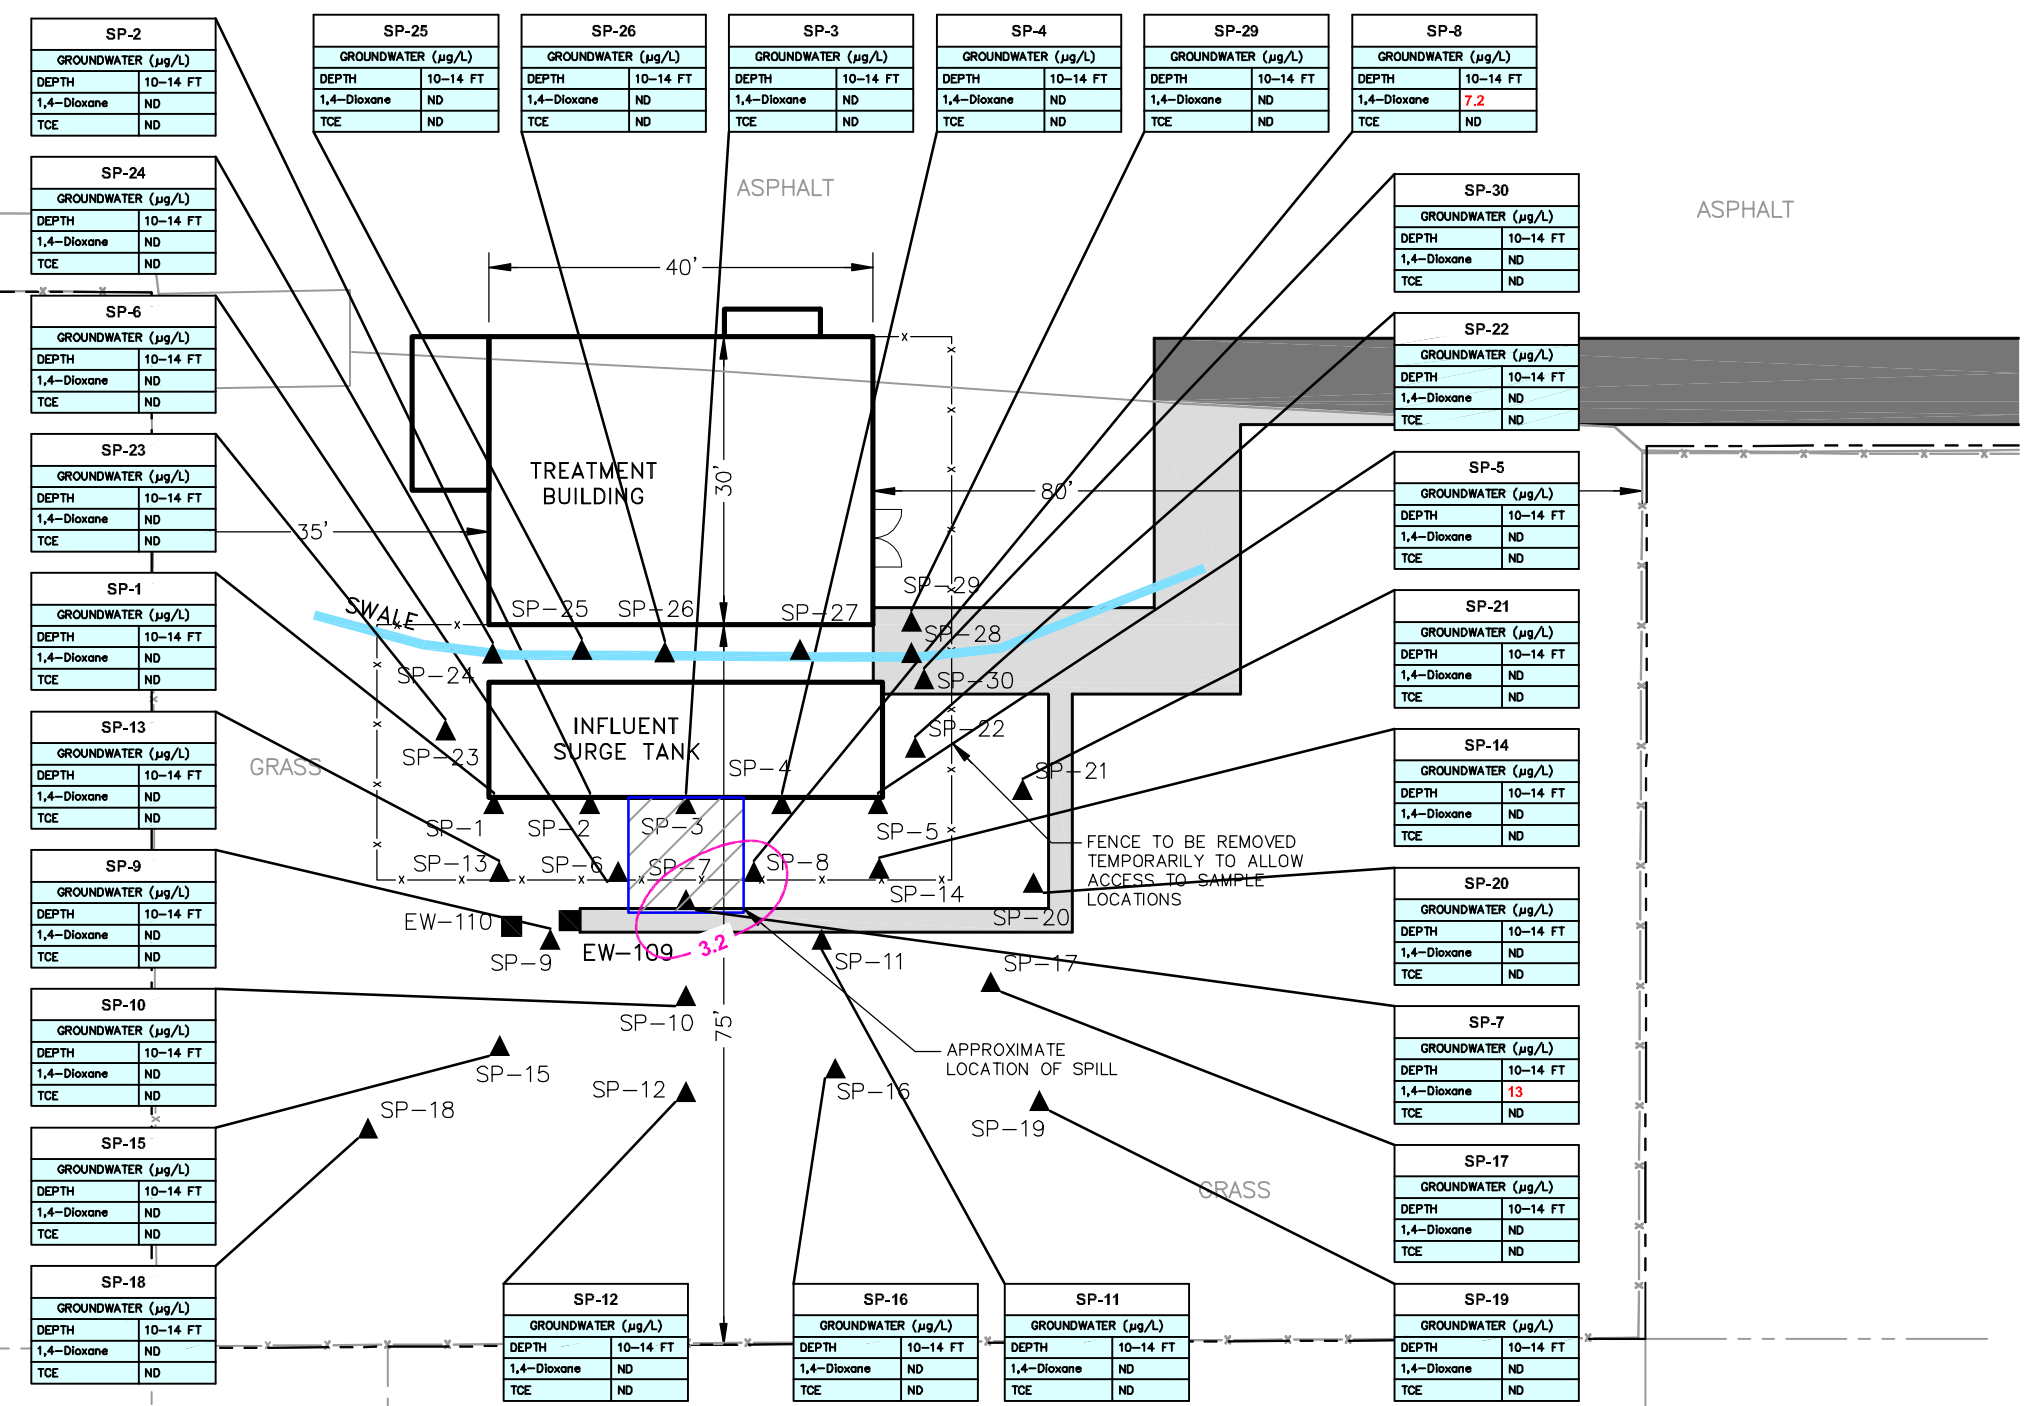 SP-2
GROUNDWATER (µg/L)
DEPTH 10-14 FT
1,4-Dioxane ND
TCE ND
SP-25
GROUNDWATER (µg/L)
DEPTH 10-14 FT
1,4-Dioxane ND
TCE ND
SP-26
GROUNDWATER (µg/L)
DEPTH 10-14 FT
1,4-Dioxane ND
TCE ND
SP-3
GROUNDWATER (µg/L)
DEPTH 10-14 FT
1,4-Dioxane ND
TCE ND
SP-4
GROUNDWATER (µg/L)
DEPTH 10-14 FT
1,4-Dioxane ND
TCE ND
SP-29
GROUNDWATER (µg/L)
DEPTH 10-14 FT
1,4-Dioxane ND
TCE ND
SP-8
GROUNDWATER (µg/L)
DEPTH 10-14 FT
1,4-Dioxane 7.2
TCE ND
SP-24
GROUNDWATER (µg/L)
DEPTH 10-14 FT
1,4-Dioxane ND
TCE ND
SP-6
GROUNDWATER (µg/L)
DEPTH 10-14 FT
1,4-Dioxane ND
TCE ND
SP-23
GROUNDWATER (µg/L)
DEPTH 10-14 FT
1,4-Dioxane ND
TCE ND
SP-1
GROUNDWATER (µg/L)
DEPTH 10-14 FT
1,4-Dioxane ND
TCE ND
SP-13
GROUNDWATER (µg/L)
DEPTH 10-14 FT
1,4-Dioxane ND
TCE ND
SP-9
GROUNDWATER (µg/L)
DEPTH 10-14 FT
1,4-Dioxane ND
TCE ND
SP-10
GROUNDWATER (µg/L)
DEPTH 10-14 FT
1,4-Dioxane ND
TCE ND
SP-15
GROUNDWATER (µg/L)
DEPTH 10-14 FT
1,4-Dioxane ND
TCE ND
SP-18
GROUNDWATER (µg/L)
DEPTH 10-14 FT
1,4-Dioxane ND
TCE ND
ASPHALT
ASPHALT
40'
TREATMENT
BUILDING
30'
80'
35'
SWALE
SP-25
SP-26
SP-27
SP-29
SP-28
SP-24
SP-30
INFLUENT
SURGE TANK
SP-23
GRASS
SP-4
SP-22
SP-21
SP-1
SP-2
SP-3
SP-5
SP-13
SP-6
SP-7
SP-8
SP-14
FENCE TO BE REMOVED
TEMPORARILY TO ALLOW
ACCESS TO SAMPLE
LOCATIONS
EW-110
SP-20
SP-9
EW-109
3.2
SP-11
SP-17
SP-10
75'
APPROXIMATE
LOCATION OF SPILL
SP-15
SP-12
SP-16
SP-18
SP-19
GRASS
SP-30
GROUNDWATER (µg/L)
DEPTH 10-14 FT
1,4-Dioxane ND
TCE ND
SP-22
GROUNDWATER (µg/L)
DEPTH 10-14 FT
1,4-Dioxane ND
TCE ND
SP-5
GROUNDWATER (µg/L)
DEPTH 10-14 FT
1,4-Dioxane ND
TCE ND
SP-21
GROUNDWATER (µg/L)
DEPTH 10-14 FT
1,4-Dioxane ND
TCE ND
SP-14
GROUNDWATER (µg/L)
DEPTH 10-14 FT
1,4-Dioxane ND
TCE ND
SP-20
GROUNDWATER (µg/L)
DEPTH 10-14 FT
1,4-Dioxane ND
TCE ND
SP-7
GROUNDWATER (µg/L)
DEPTH 10-14 FT
1,4-Dioxane 13
TCE ND
SP-17
GROUNDWATER (µg/L)
DEPTH 10-14 FT
1,4-Dioxane ND
TCE ND
SP-12
GROUNDWATER (µg/L)
DEPTH 10-14 FT
1,4-Dioxane ND
TCE ND
SP-16
GROUNDWATER (µg/L)
DEPTH 10-14 FT
1,4-Dioxane ND
TCE ND
SP-11
GROUNDWATER (µg/L)
DEPTH 10-14 FT
1,4-Dioxane ND
TCE ND
SP-19
GROUNDWATER (µg/L)
DEPTH 10-14 FT
1,4-Dioxane ND
TCE ND